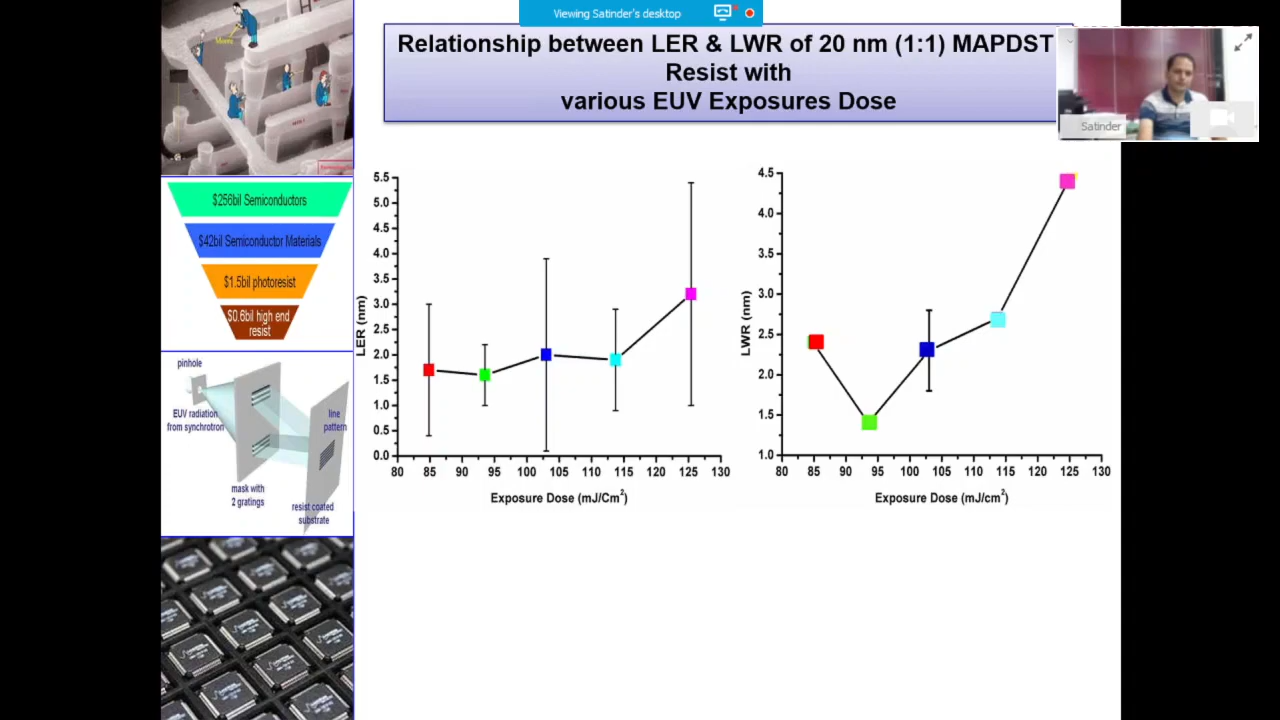 Viewing Satinder's desktop
Relationship between LER & LWR of 20 nm (1:1) MAPDST
Resist with
various EUV Exposures Dose
Satinder
$256bil Semiconductors
$42bil Semiconductor Materials
$1.5bil photoresist
$0.6bil high end
resist
pinhole
EUV radiation
from synchrotron
line
pattern
mask with
2 gratings
resist coated
substrate
LER (nm)
5.5
5.0
4.5
4.0
3.5
3.0
2.5
2.0
1.5
1.0
0.5
0.0
80 85 90 95 100 105 110 115 120 125 130
Exposure Dose (mJ/Cm²)
LWR (nm)
4.5
4.0
3.5
3.0
2.5
2.0
1.5
1.0
80 85 90 95 100 105 110 115 120 125 130
Exposure Dose (mJ/cm²)